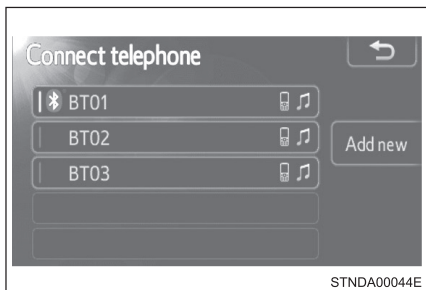 Connect telephone
BT01
BT02
Add new
BT03
STNDA00044E